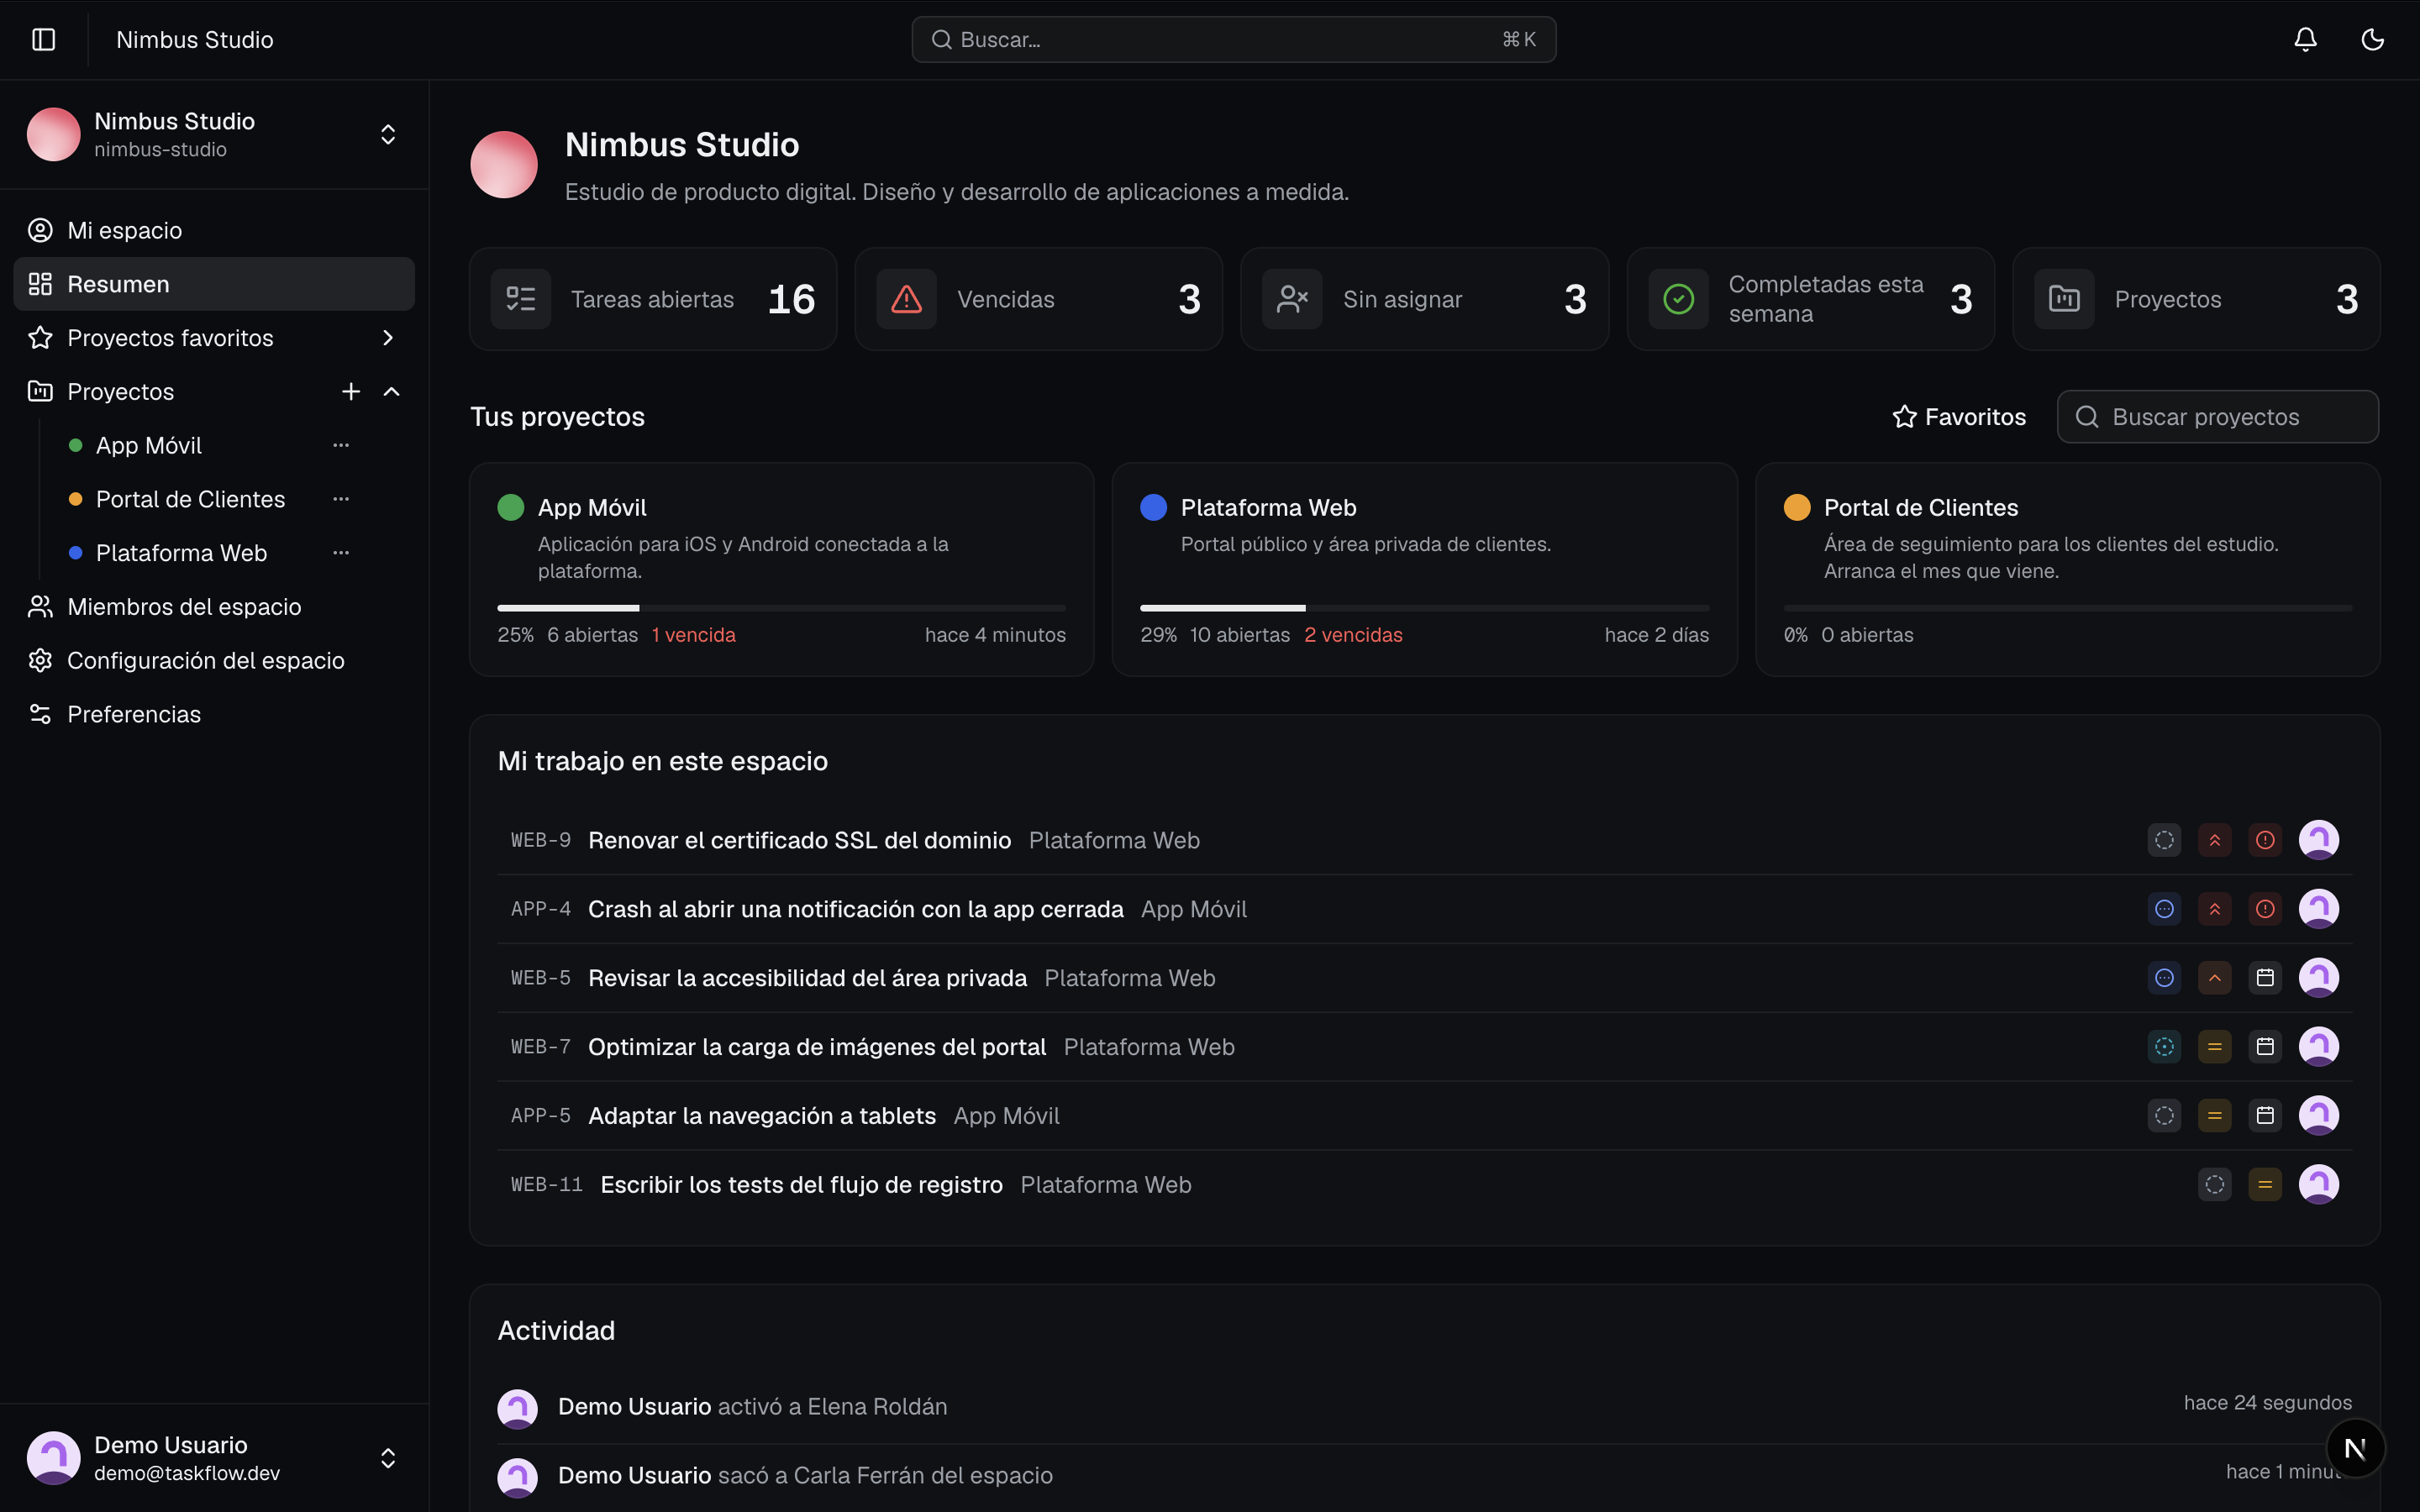 Nimbus Studio
Buscar...
⌘K
Nimbus Studio
nimbus-studio
Mi espacio
Resumen
Proyectos favoritos
Proyectos
App Móvil
Portal de Clientes
Plataforma Web
Miembros del espacio
Configuración del espacio
Preferencias
Demo Usuario
demo@taskflow.dev
Nimbus Studio
Estudio de producto digital. Diseño y desarrollo de aplicaciones a medida.
Tareas abiertas 16
Vencidas 3
Sin asignar 3
Completadas esta
semana 3
Proyectos 3
Tus proyectos
Favoritos
Buscar proyectos
App Móvil
Aplicación para iOS y Android conectada a la
plataforma.
25% 6 abiertas 1 vencida hace 4 minutos
Plataforma Web
Portal público y área privada de clientes.
29% 10 abiertas 2 vencidas hace 2 días
Portal de Clientes
Área de seguimiento para los clientes del estudio.
Arranca el mes que viene.
0% 0 abiertas
Mi trabajo en este espacio
WEB-9 Renovar el certificado SSL del dominio Plataforma Web
APP-4 Crash al abrir una notificación con la app cerrada App Móvil
WEB-5 Revisar la accesibilidad del área privada Plataforma Web
WEB-7 Optimizar la carga de imágenes del portal Plataforma Web
APP-5 Adaptar la navegación a tablets App Móvil
WEB-11 Escribir los tests del flujo de registro Plataforma Web
Actividad
Demo Usuario activó a Elena Roldán hace 24 segundos
Demo Usuario sacó a Carla Ferrán del espacio hace 1
N